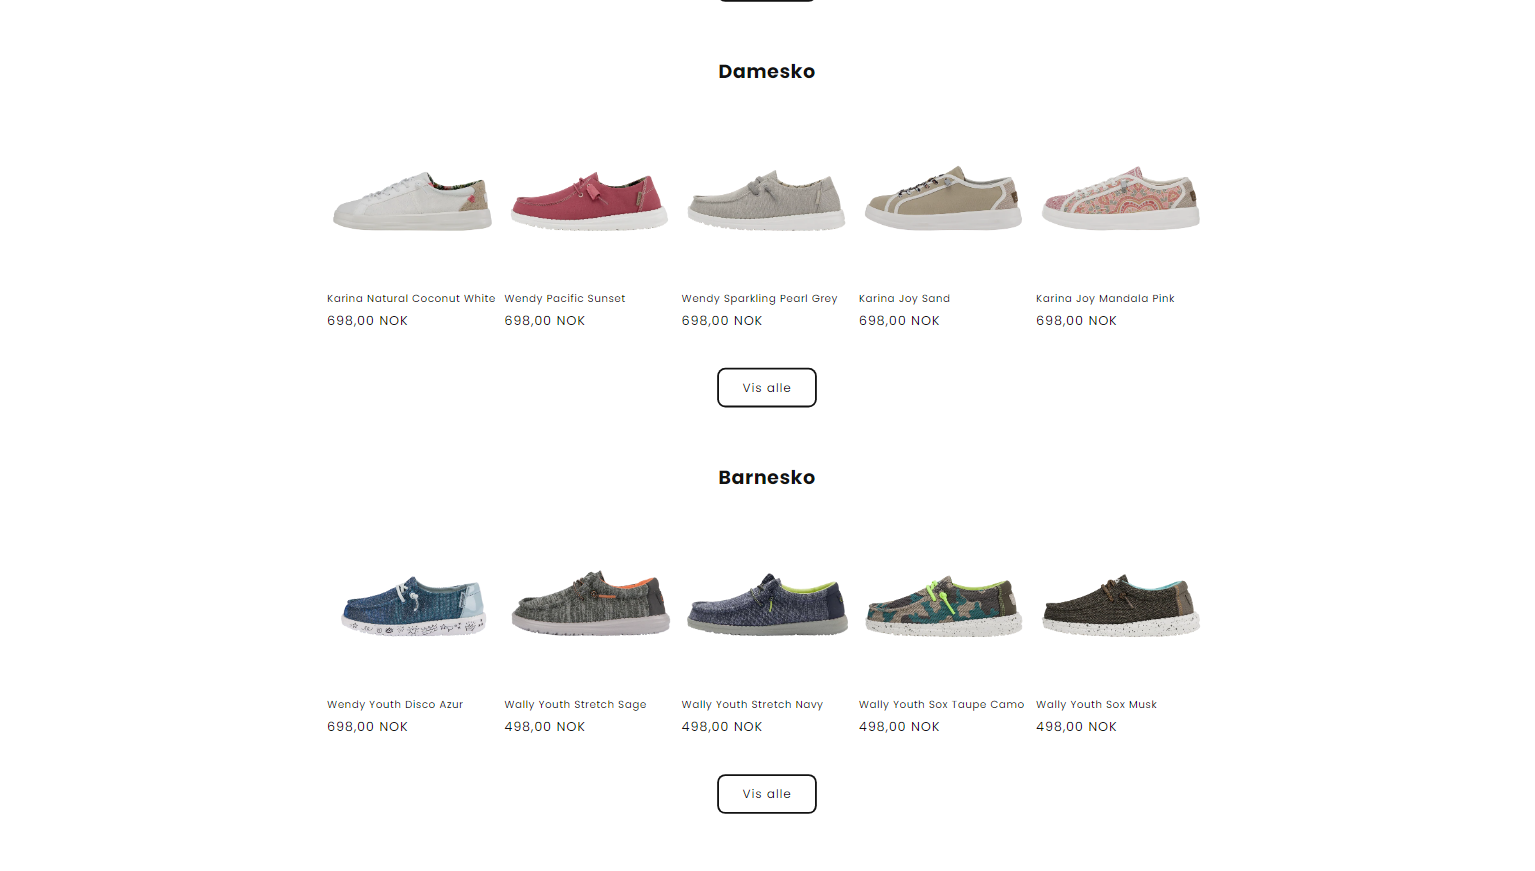 Damesko
Karina Natural Coconut White
698,00 NOK
Wendy Pacific Sunset
698,00 NOK
Wendy Sparkling Pearl Grey
698,00 NOK
Karina Joy Sand
698,00 NOK
Karina Joy Mandala Pink
698,00 NOK
Vis alle
Barnesko
Wendy Youth Disco Azur
698,00 NOK
Wally Youth Stretch Sage
498,00 NOK
Wally Youth Stretch Navy
498,00 NOK
Wally Youth Sox Taupe Camo
498,00 NOK
Wally Youth Sox Musk
498,00 NOK
Vis alle